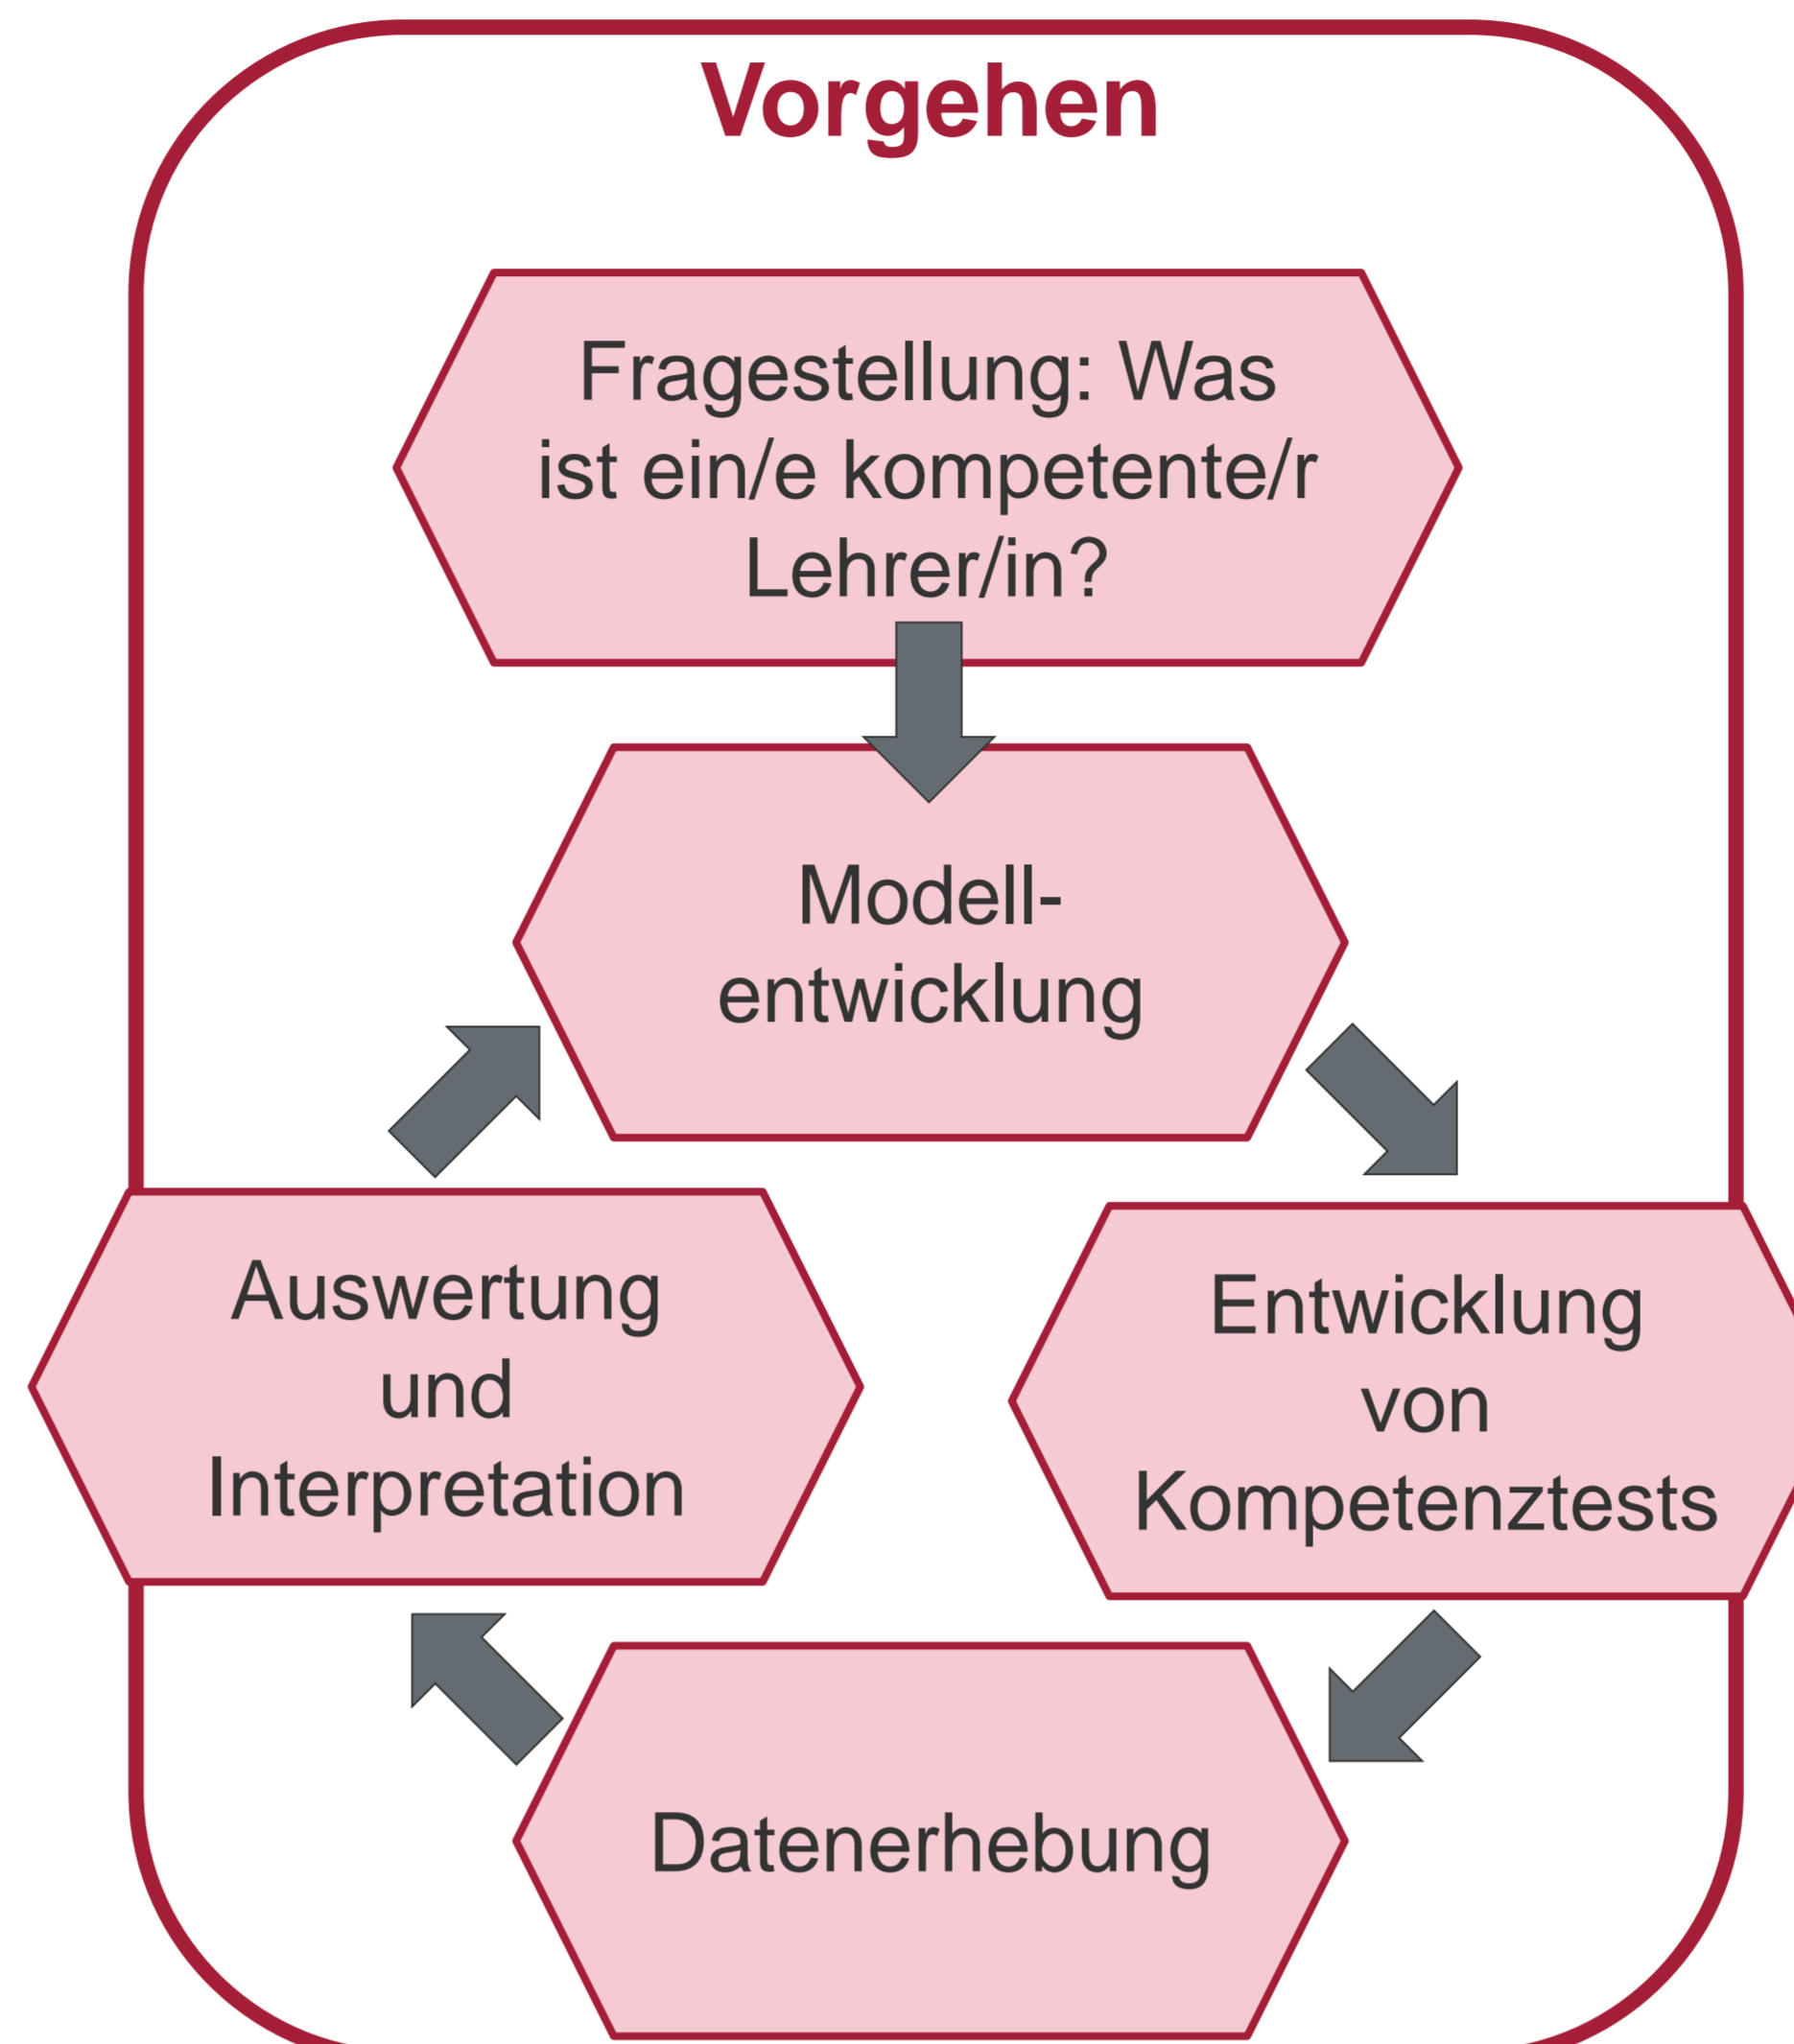 Vorgehen
Fragestellung: Was
ist ein/e kompetente/r
Lehrer/in?
Modell-
entwicklung
Auswertung
und
Interpretation
Entwicklung
von
Kompetenztests
Datenerhebung